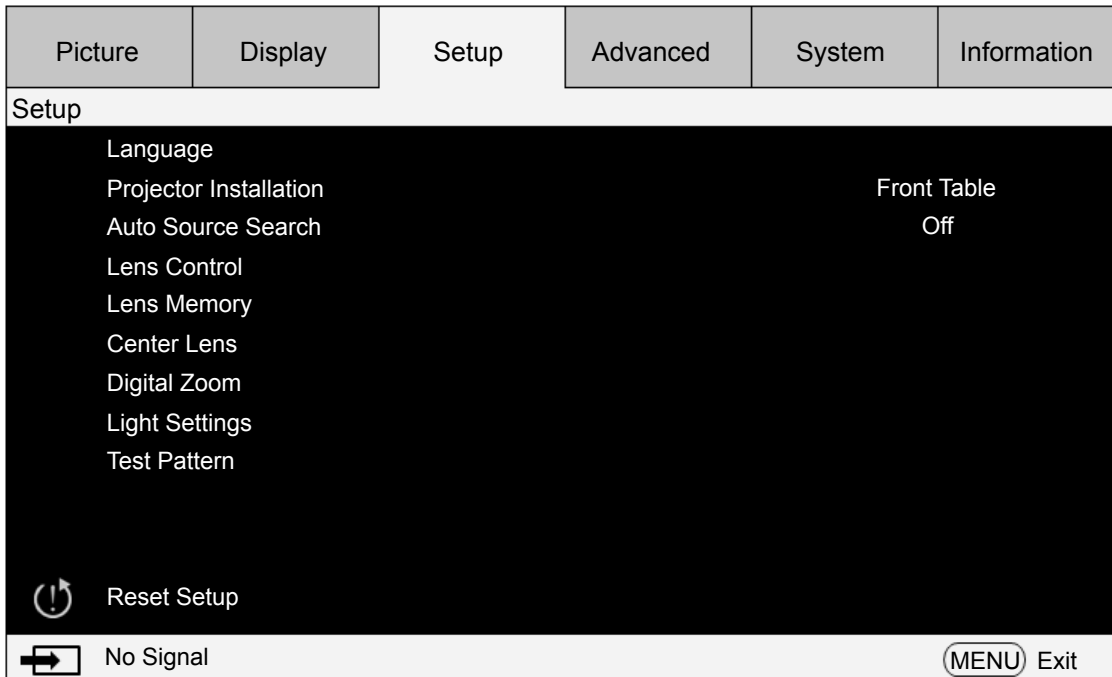 Picture Display Setup Advanced System Information
Setup
Language
Projector Installation Front Table
Auto Source Search Off
Lens Control
Lens Memory
Center Lens
Digital Zoom
Light Settings
Test Pattern
Reset Setup
No Signal MENU Exit